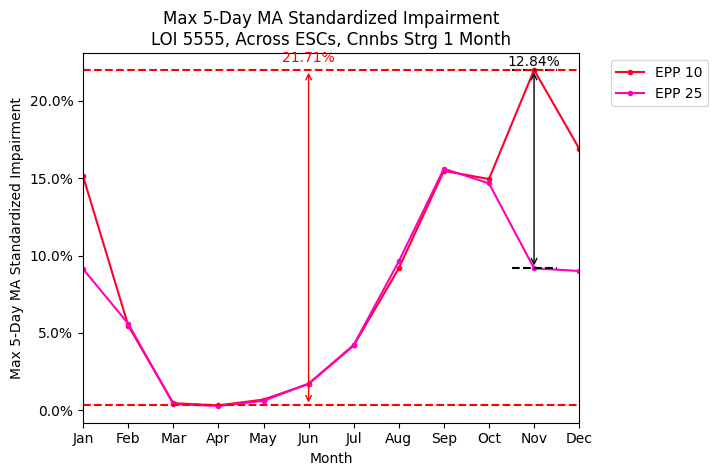 Max 5-Day MA Standardized Impairment
LOI 5555, Across ESCs, Cnnbs Strg 1 Month
21.71%
12.84%
EPP 10
EPP 25
20.0%
15.0%
10.0%
5.0%
0.0%
Max 5-Day MA Standardized Impairment
Jan Feb Mar Apr May Jun Jul Aug Sep Oct Nov Dec
Month